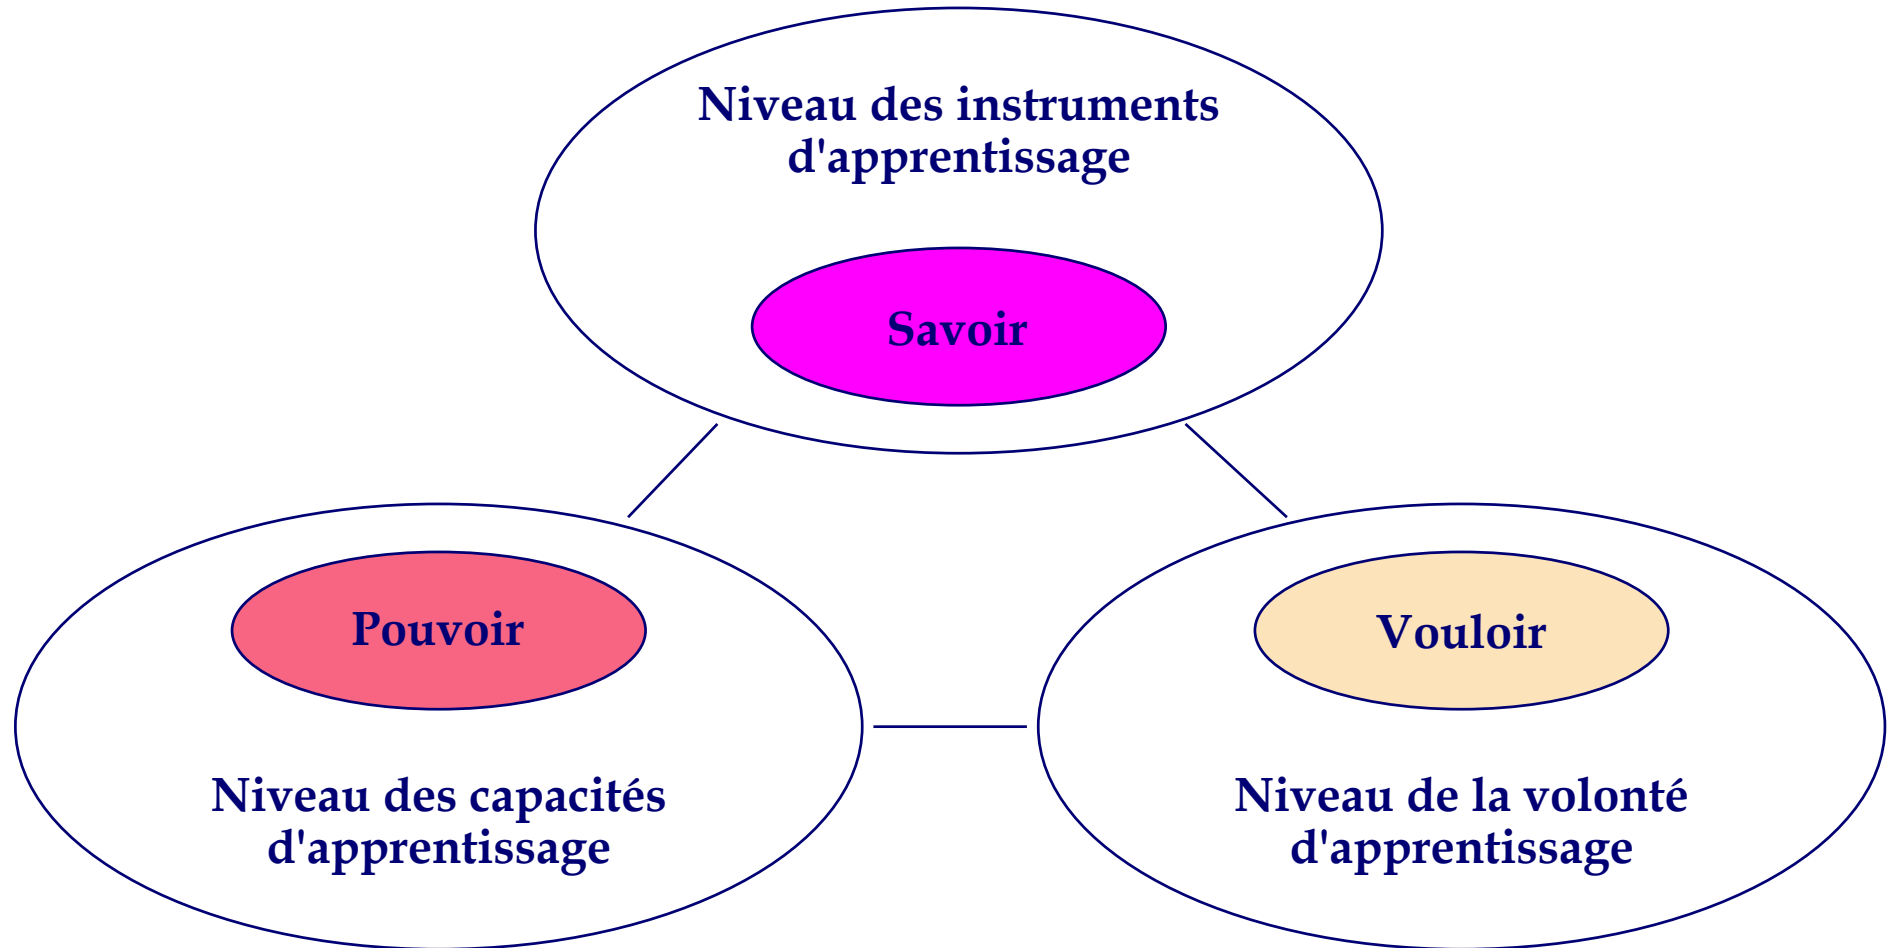 Niveau des instruments
d'apprentissage
Savoir
Pouvoir
Vouloir
Niveau des capacités
d'apprentissage
Niveau de la volonté
d'apprentissage